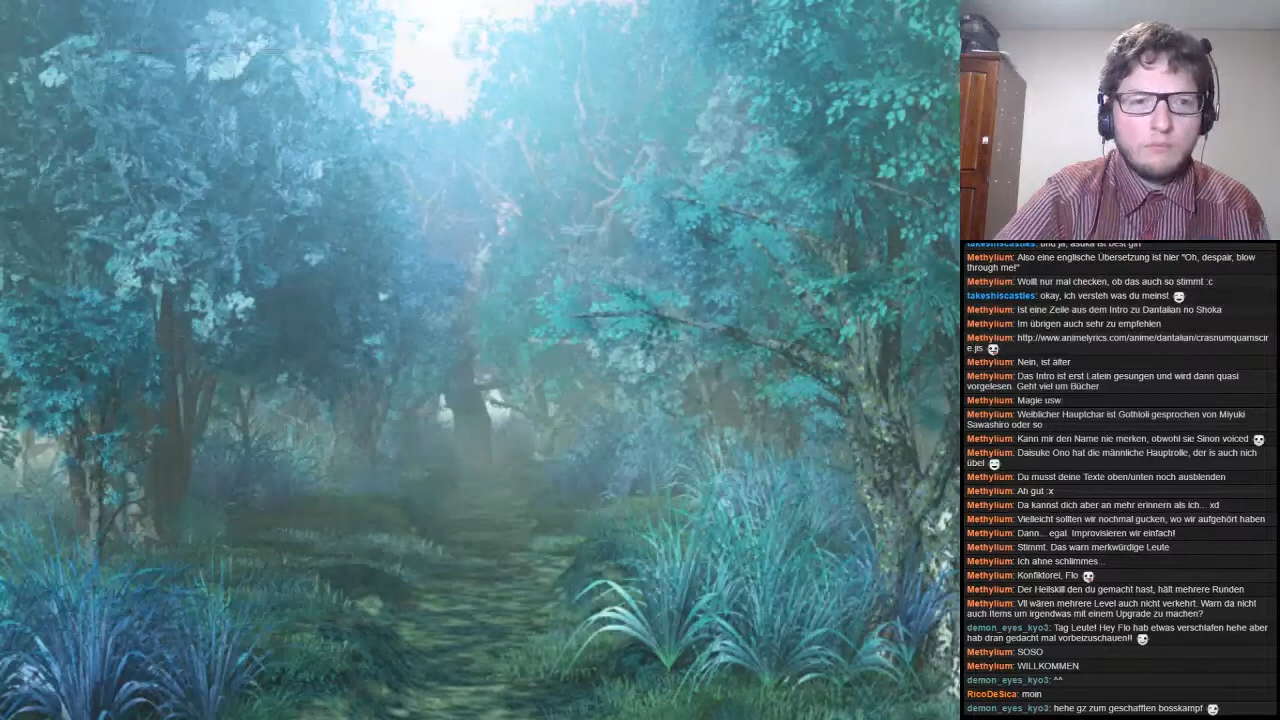 takeshiscastles: und ja, asuka ist best girl
Methylium: Also eine englische Übersetzung ist hier "Oh, despair, blow
through me!"
Methylium: Wollt nur mal checken, ob das auch so stimmt :c
takeshiscastles: okay, ich versteh was du meinst
Methylium: Ist eine Zeile aus dem Intro zu Dantalian no Shoka
Methylium: Im übrigen auch sehr zu empfehlen
Methylium: http://www.animelyrics.com/anime/dantalian/crasnumquamscir
e.jis
Methylium: Nein, ist älter
Methylium: Das Intro ist erst Latein gesungen und wird dann quasi
vorgelesen. Geht viel um Bücher
Methylium: Magie usw
Methylium: Weiblicher Hauptchar ist Gothloli gesprochen von Miyuki
Sawashiro oder so
Methylium: Kann mir den Name nie merken, obwohl sie Sinon voiced
Methylium: Daisuke Ono hat die männliche Hauptrolle, der is auch nich
übel
Methylium: Du musst deine Texte oben/unten noch ausblenden
Methylium: Ah gut :x
Methylium: Da kannst dich aber an mehr erinnern als ich... xd
Methylium: Vielleicht sollten wir nochmal gucken, wo wir aufgehört haben
Methylium: Dann... egal. Improvisieren wir einfach!
Methylium: Stimmt. Das warn merkwürdige Leute
Methylium: Ich ahne schlimmes...
Methylium: Konfiktorei, Flo
Methylium: Der Heilskill den du gemacht hast, hält mehrere Runden
Methylium: Vll wären mehrere Level auch nicht verkehrt. Warn da nicht
auch Items um irgendwas mit einem Upgrade zu machen?
demon_eyes_kyo3: Tag Leute! Hey Flo hab etwas verschlafen hehe aber
hab dran gedacht mal vorbeizuschauen!!
Methylium: SOSO
Methylium: WILLKOMMEN
demon_eyes_kyo3: ^^
RicoDeSica: moin
demon_eyes_kyo3: hehe gz zum geschafften bosskampf